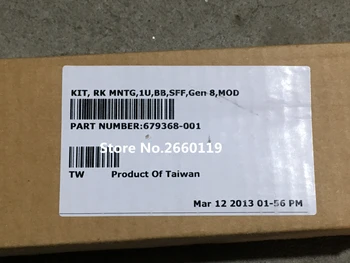 KIT, RK MNTG,1U,BB,SFF,Gen 8,MOD
PART NUMBER:679368-001
Store No: 2660119
TW Product Of Taiwan
Mar 12 2013 01-56 PM